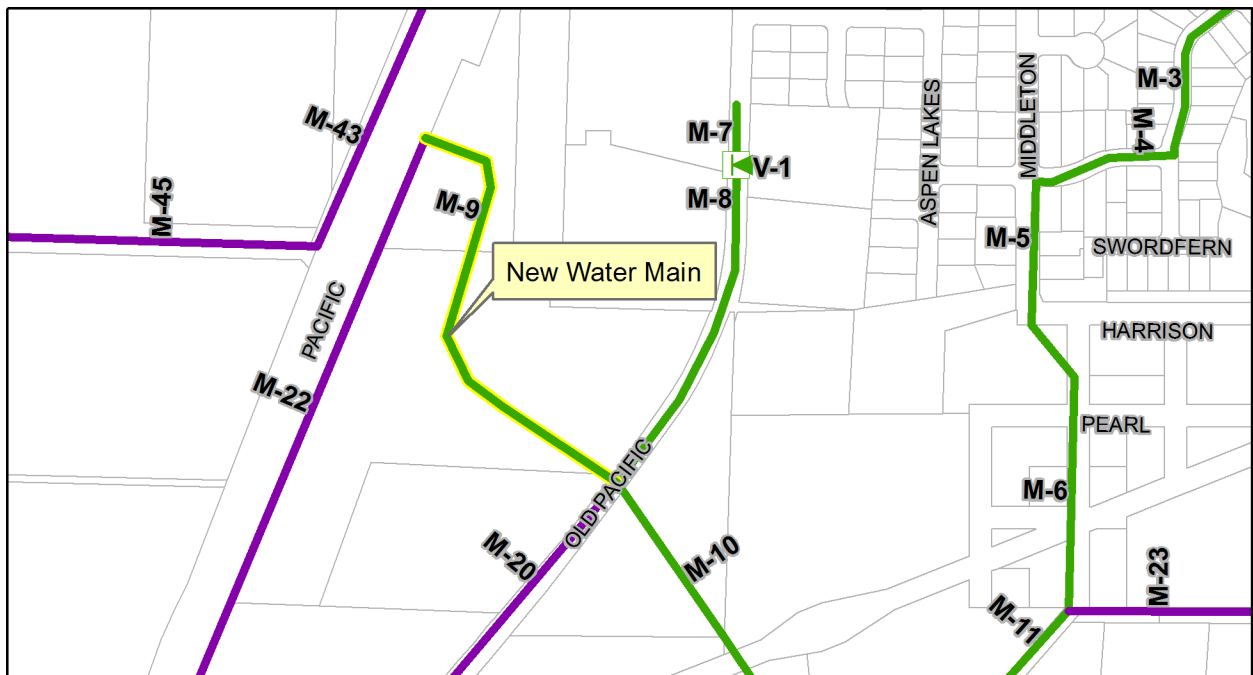 M-43
M-45
M-9
M-7
V-1
M-8
ASPEN LAKES
MIDDLETON
M-3
M-4
M-5
SWORDFERN
New Water Main
PACIFIC
HARRISON
M-22
PEARL
OLD PACIFIC
M-6
M-20
M-10
M-23
M-11